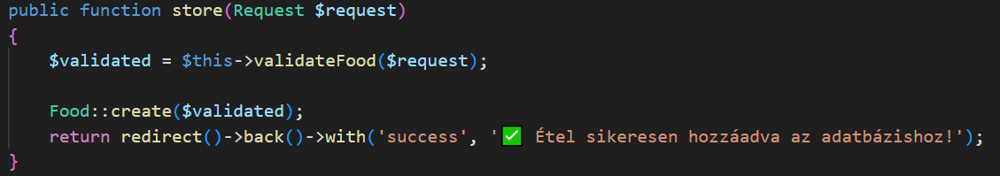 public function store(Request $request)
{
    $validated = $this->validateFood($request);

    Food::create($validated);
    return redirect()->back()->with('success', '✅ Étel sikeresen hozzáadva az adatbázishoz!');
}